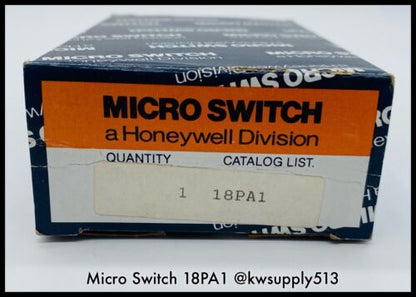 MICRO SWITCH
a Honeywell Division
QUANTITY CATALOG LIST.
1 18PA1
Micro Switch 18PA1 @kwsupply513